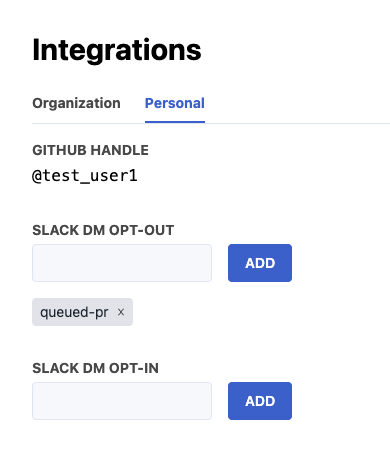 Integrations
Organization Personal
GITHUB HANDLE
@test_user1
SLACK DM OPT-OUT
ADD
queued-pr x
SLACK DM OPT-IN
ADD